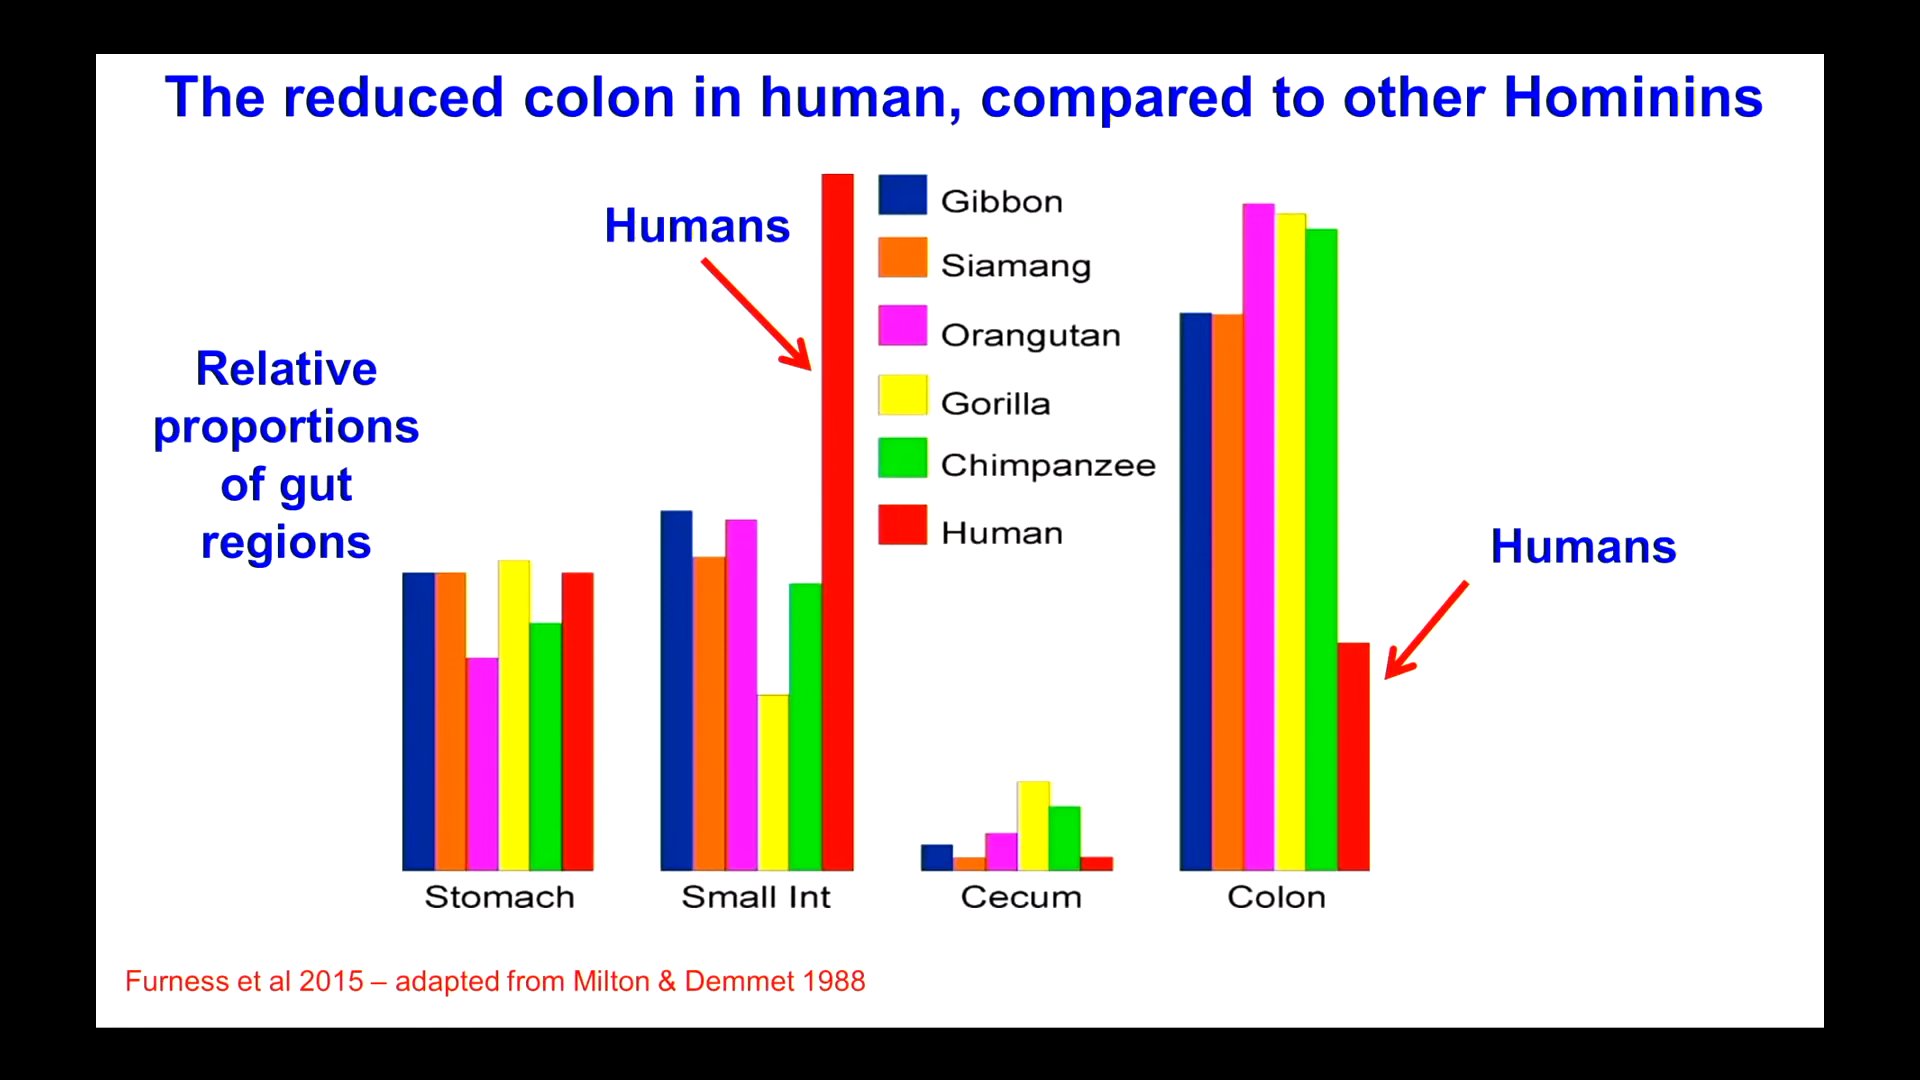 The reduced colon in human, compared to other Hominins
Humans
Relative
proportions
of gut
regions
Gibbon
Siamang
Orangutan
Gorilla
Chimpanzee
Human
Humans
Stomach
Small Int
Cecum
Colon
Furness et al 2015 – adapted from Milton & Demmet 1988